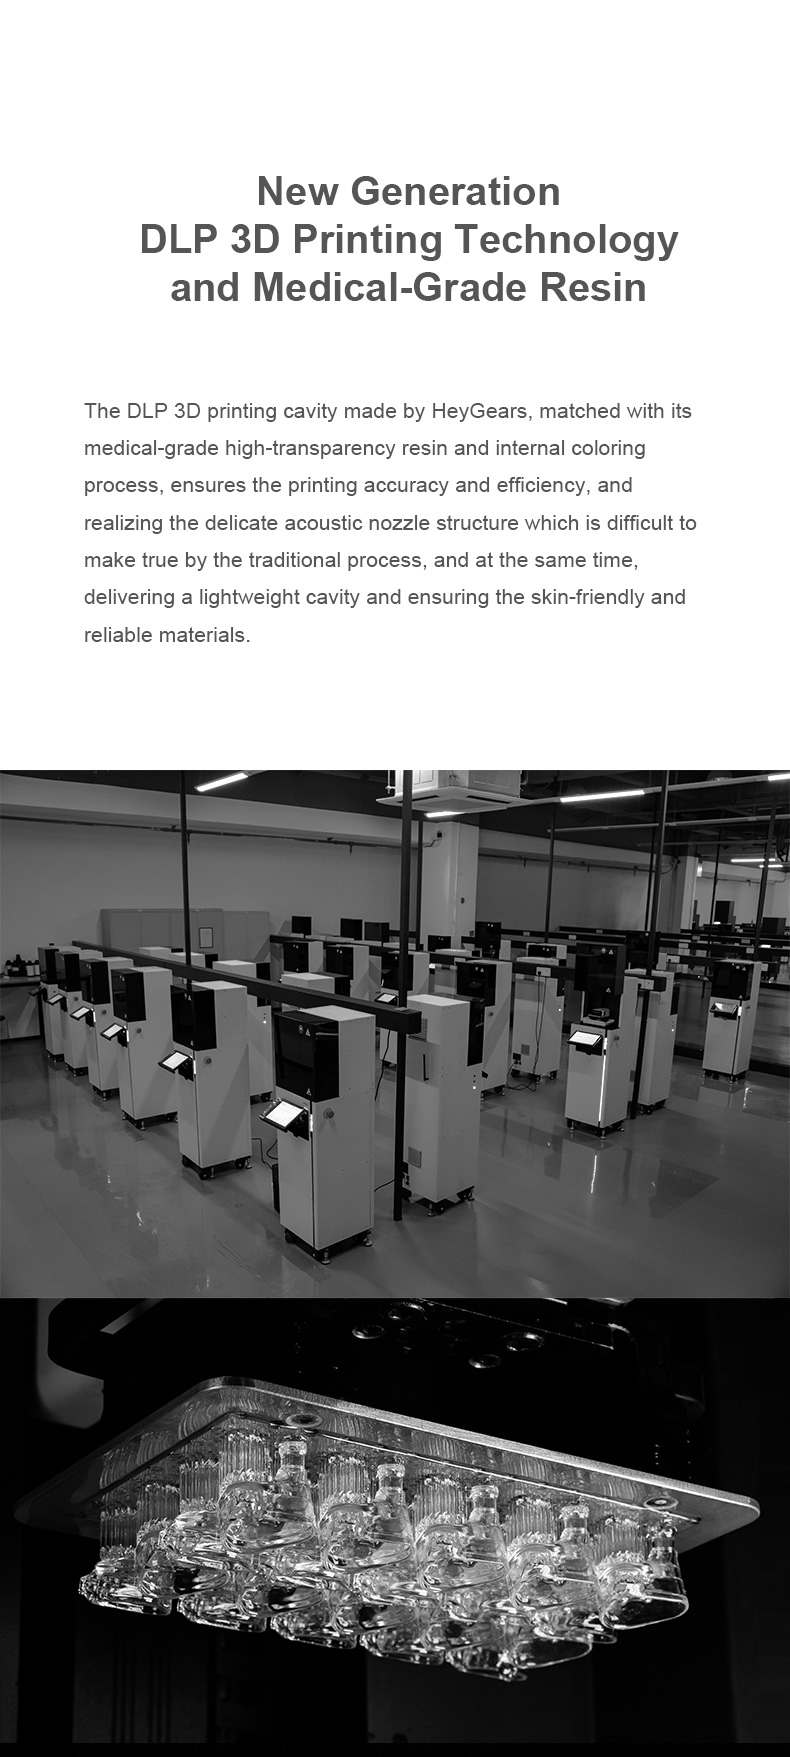 New Generation
DLP 3D Printing Technology
and Medical-Grade Resin
The DLP 3D printing cavity made by HeyGears, matched with its
medical-grade high-transparency resin and internal coloring
process, ensures the printing accuracy and efficiency, and
realizing the delicate acoustic nozzle structure which is difficult to
make true by the traditional process, and at the same time,
delivering a lightweight cavity and ensuring the skin-friendly and
reliable materials.